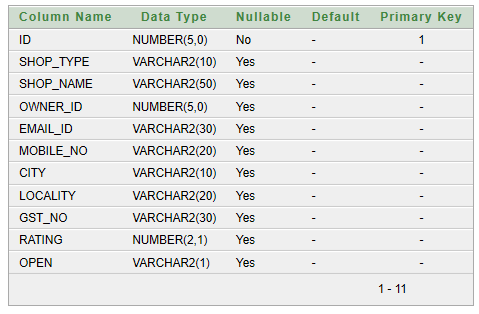 Column Name Data Type Nullable Default Primary Key
ID NUMBER(5,0) No - 1
SHOP_TYPE VARCHAR2(10) Yes - -
SHOP_NAME VARCHAR2(50) Yes - -
OWNER_ID NUMBER(5,0) Yes - -
EMAIL_ID VARCHAR2(30) Yes - -
MOBILE_NO VARCHAR2(20) Yes - -
CITY VARCHAR2(10) Yes - -
LOCALITY VARCHAR2(20) Yes - -
GST_NO VARCHAR2(30) Yes - -
RATING NUMBER(2,1) Yes - -
OPEN VARCHAR2(1) Yes - -
1 - 11